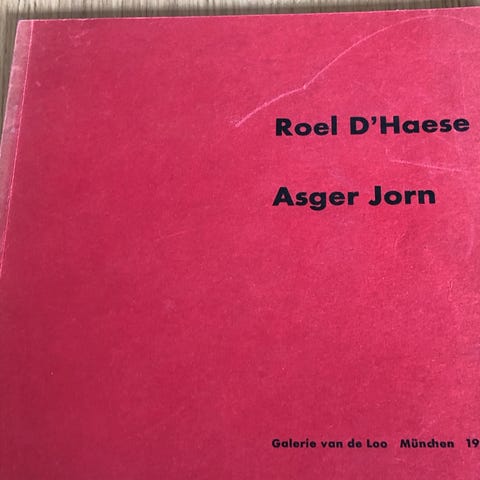 Roel D'Haese
Asger Jorn
Galerie van de Loo München 19